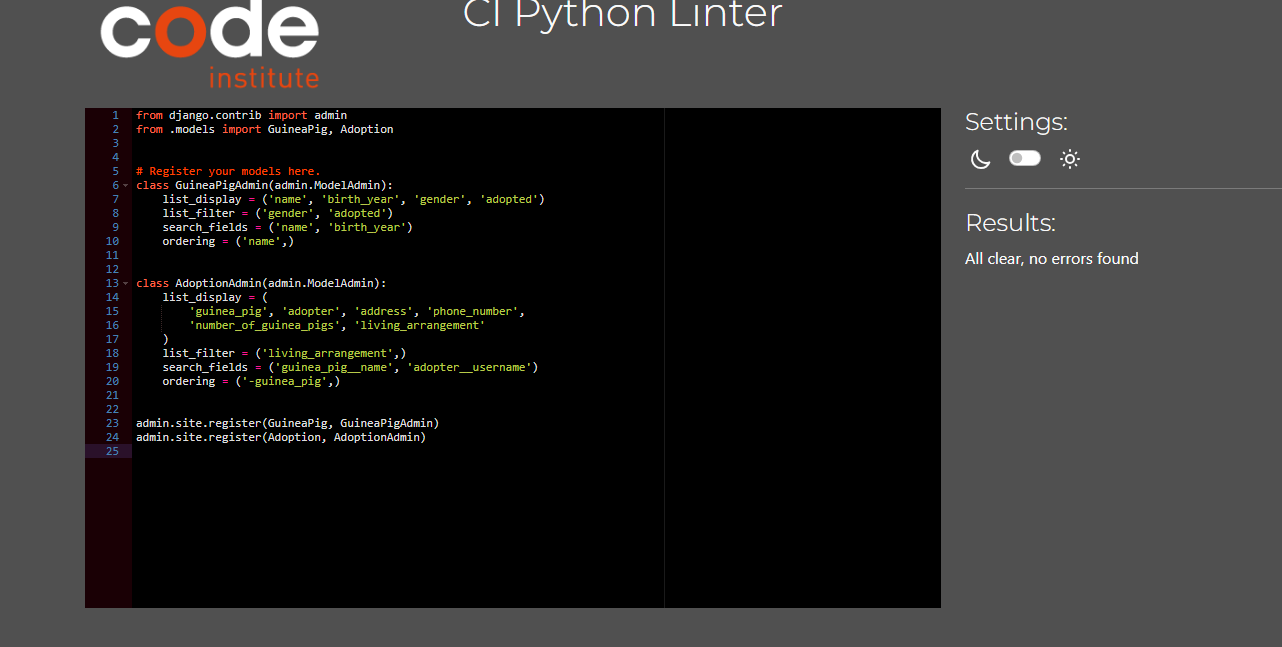 code
institute
CI Python Linter
1 from django.contrib import admin
2 from .models import GuineaPig, Adoption
3
4
5 # Register your models here.
6 class GuineaPigAdmin(admin.ModelAdmin):
7     list_display = ('name', 'birth_year', 'gender', 'adopted')
8     list_filter = ('gender', 'adopted')
9     search_fields = ('name', 'birth_year')
10     ordering = ('name',)
11
12
13 class AdoptionAdmin(admin.ModelAdmin):
14     list_display = (
15         'guinea_pig', 'adopter', 'address', 'phone_number',
16         'number_of_guinea_pigs', 'living_arrangement'
17     )
18     list_filter = ('living_arrangement',)
19     search_fields = ('guinea_pig__name', 'adopter__username')
20     ordering = ('-guinea_pig',)
21
22
23 admin.site.register(GuineaPig, GuineaPigAdmin)
24 admin.site.register(Adoption, AdoptionAdmin)
25
Settings:
Results:
All clear, no errors found